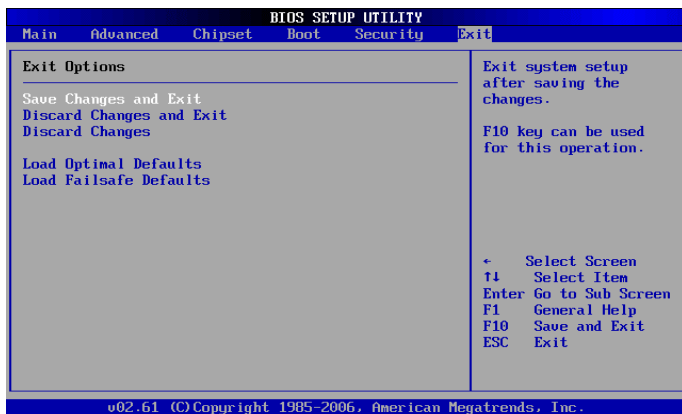 BIOS SETUP UTILITY
Main Advanced Chipset Boot Security Exit
Exit Options
Save Changes and Exit
Discard Changes and Exit
Discard Changes
Load Optimal Defaults
Load Failsafe Defaults
Exit system setup
after saving the
changes.
F10 key can be used
for this operation.
← Select Screen
↑↓ Select Item
Enter Go to Sub Screen
F1 General Help
F10 Save and Exit
ESC Exit
v02.61 (C)Copyright 1985-2006, American Megatrends, Inc.